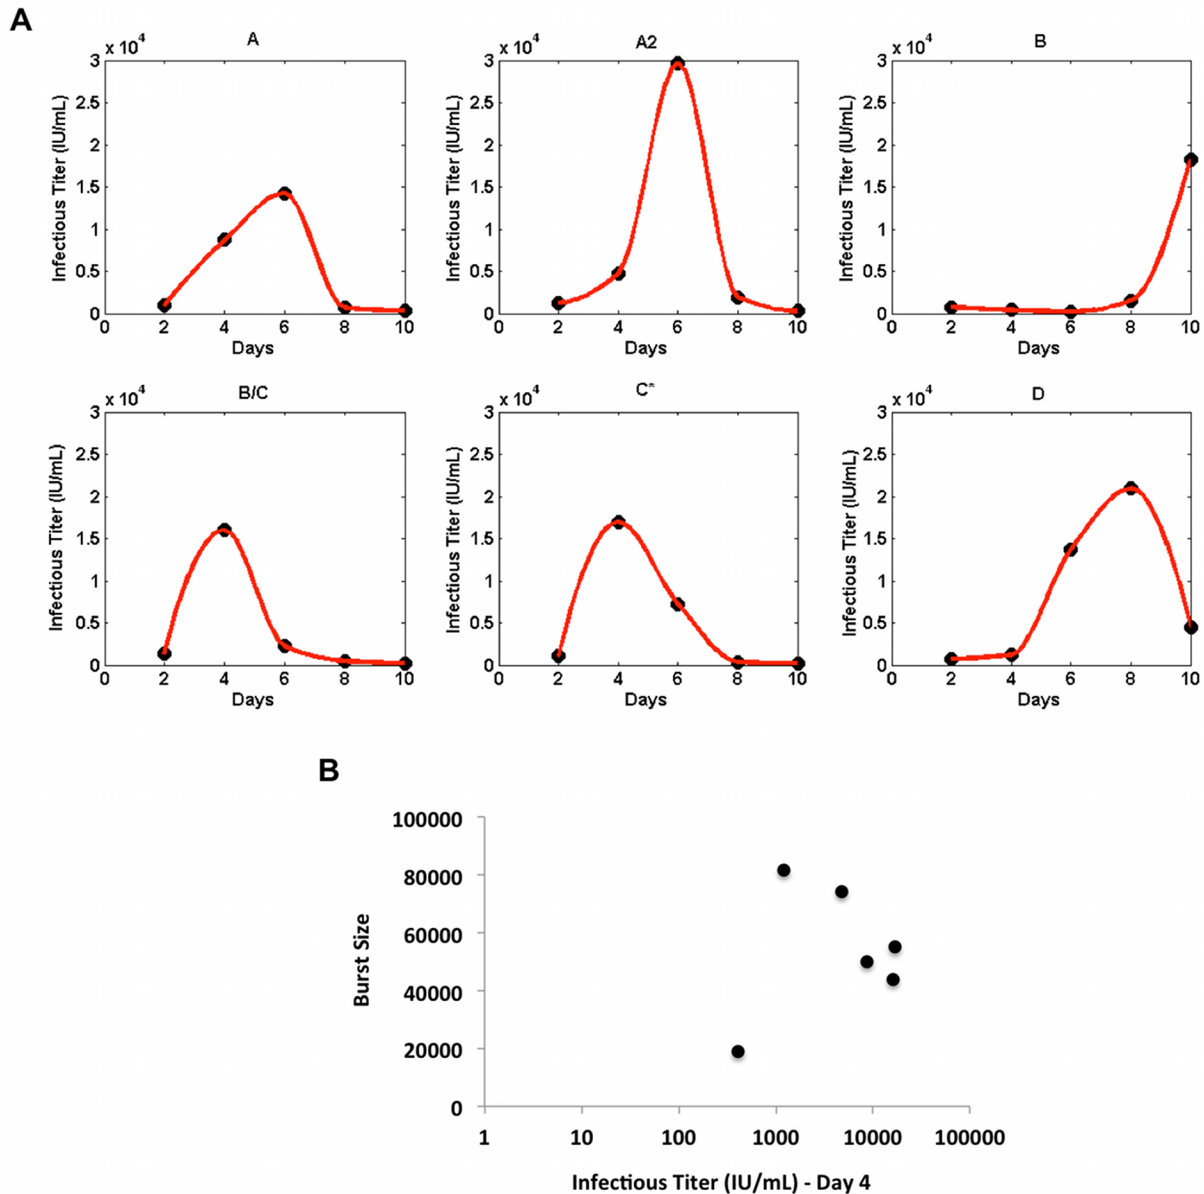 A
A
x 10^4
Infectious Titer (IU/mL)
3
2.5
2
1.5
1
0.5
0
0 2 4 6 8 10
Days
A2
x 10^4
Infectious Titer (IU/mL)
3
2.5
2
1.5
1
0.5
0
0 2 4 6 8 10
Days
B
x 10^4
Infectious Titer (IU/mL)
3
2.5
2
1.5
1
0.5
0
0 2 4 6 8 10
Days
B/C
x 10^4
Infectious Titer (IU/mL)
3
2.5
2
1.5
1
0.5
0
0 2 4 6 8 10
Days
C*
x 10^4
Infectious Titer (IU/mL)
3
2.5
2
1.5
1
0.5
0
0 2 4 6 8 10
Days
D
x 10^4
Infectious Titer (IU/mL)
3
2.5
2
1.5
1
0.5
0
0 2 4 6 8 10
Days
B
Burst Size
100000
80000
60000
40000
20000
0
1 10 100 1000 10000 100000
Infectious Titer (IU/mL) - Day 4